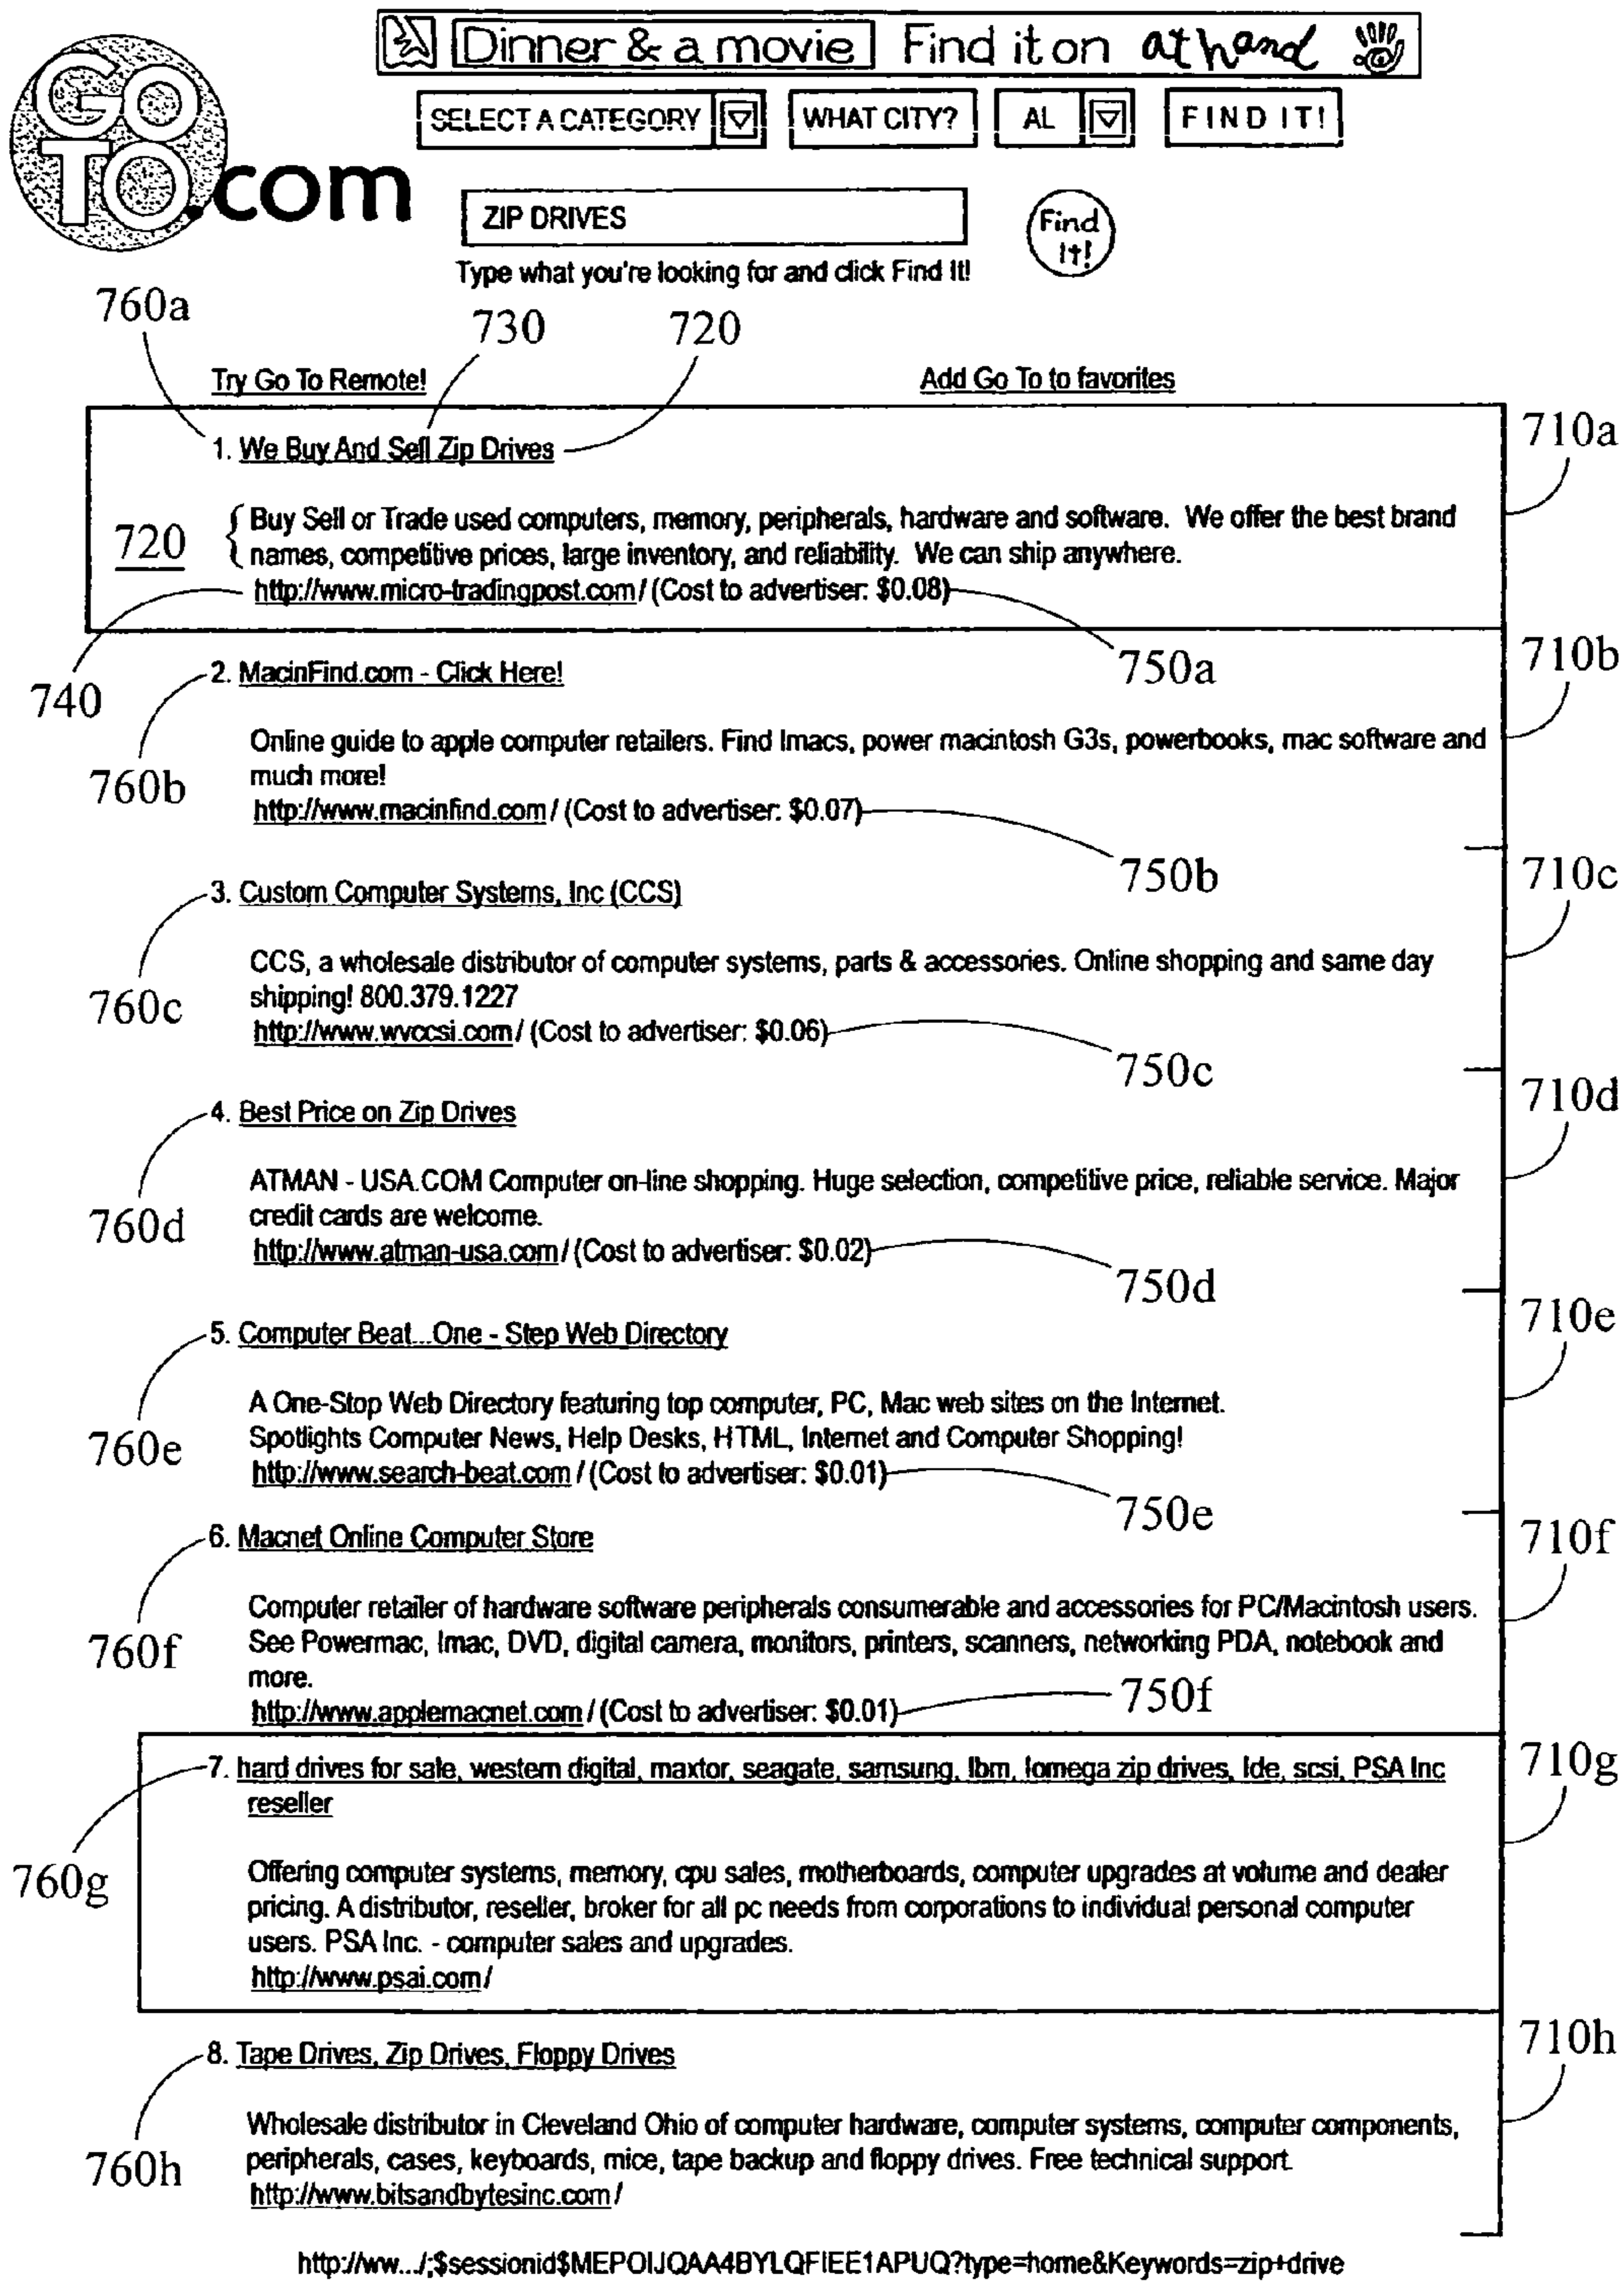 Dinner & a movie Find it on at hand
GO
TO.com
SELECT A CATEGORY WHAT CITY? AL FIND IT!
ZIP DRIVES Find It!
Type what you're looking for and click Find It!
760a 730 720
Try Go To Remote! Add Go To to favorites
710a
1. We Buy And Sell Zip Drives
720 Buy Sell or Trade used computers, memory, peripherals, hardware and software. We offer the best brand
names, competitive prices, large inventory, and reliability. We can ship anywhere.
http://www.micro-tradingpost.com/ (Cost to advertiser: $0.08)
740 750a 710b
2. MacinFind.com - Click Here!
Online guide to apple computer retailers. Find Imacs, power macintosh G3s, powerbooks, mac software and
760b much more!
http://www.macinfind.com/ (Cost to advertiser: $0.07)
750b 710c
3. Custom Computer Systems, Inc (CCS)
CCS, a wholesale distributor of computer systems, parts & accessories. Online shopping and same day
760c shipping! 800.379.1227
http://www.wvccsi.com/ (Cost to advertiser: $0.06)
750c 710d
4. Best Price on Zip Drives
ATMAN - USA.COM Computer on-line shopping. Huge selection, competitive price, reliable service. Major
760d credit cards are welcome.
http://www.atman-usa.com/ (Cost to advertiser: $0.02)
750d 710e
5. Computer Beat...One - Step Web Directory
A One-Stop Web Directory featuring top computer, PC, Mac web sites on the Internet.
760e Spotlights Computer News, Help Desks, HTML, Internet and Computer Shopping!
http://www.search-beat.com / (Cost to advertiser: $0.01)
750e 710f
6. Macnet Online Computer Store
Computer retailer of hardware software peripherals consumerable and accessories for PC/Macintosh users.
760f See Powermac, Imac, DVD, digital camera, monitors, printers, scanners, networking PDA, notebook and
more.
http://www.applemacnet.com / (Cost to advertiser: $0.01) 750f
710g
7. hard drives for sale, western digital, maxtor, seagate, samsung, Ibm, Iomega zip drives, Ide, scsi, PSA Inc
reseller
760g Offering computer systems, memory, cpu sales, motherboards, computer upgrades at volume and dealer
pricing. A distributor, reseller, broker for all pc needs from corporations to individual personal computer
users. PSA Inc. - computer sales and upgrades.
http://www.psai.com/
710h
8. Tape Drives, Zip Drives, Floppy Drives
Wholesale distributor in Cleveland Ohio of computer hardware, computer systems, computer components,
760h peripherals, cases, keyboards, mice, tape backup and floppy drives. Free technical support.
http://www.bitsandbytesinc.com /
http://ww.../;$sessionid$MEPOIJQAA4BYLQFIEE1APUQ?type=home&Keywords=zip+drive